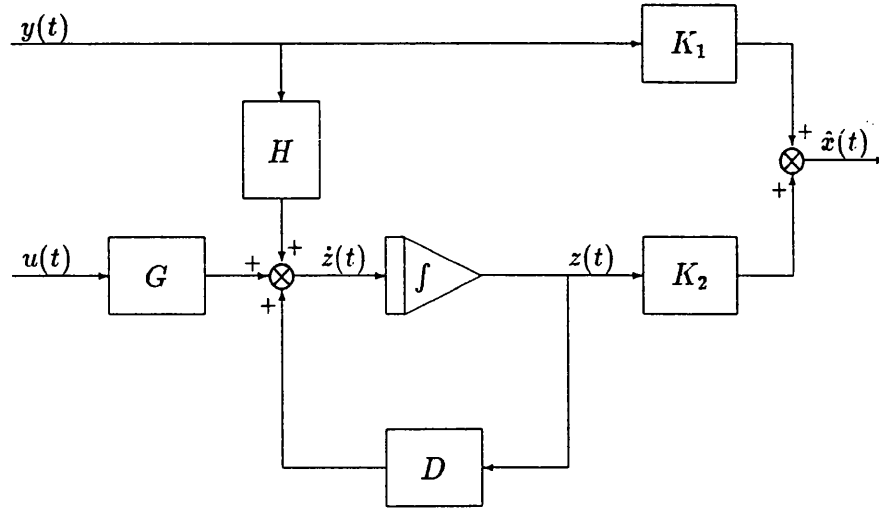 y(t)
K₁
+
x̂(t)
H
+
+
u(t)
G
+
ż(t)
∫
z(t)
K₂
+
D